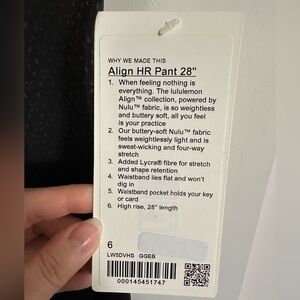 WHY WE MADE THIS
Align HR Pant 28"
1. When feeling nothing is
everything. The lululemon
Align™ collection, powered by
Nulu™ fabric, is so weightless
and buttery soft, all you feel
is your practice
2. Our buttery-soft Nulu™ fabric
feels weightlessly light and is
sweat-wicking and four-way
stretch
3. Added Lycra® fibre for stretch
and shape retention
4. Waistband lies flat and won't
dig in
5. Waistband pocket holds your key
or card
6. High rise, 28" length
6
LW5DVHS GGEB
000145451747